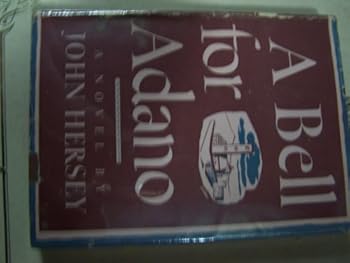 A Bell
for
Adano
A NOVEL BY
JOHN HERSEY